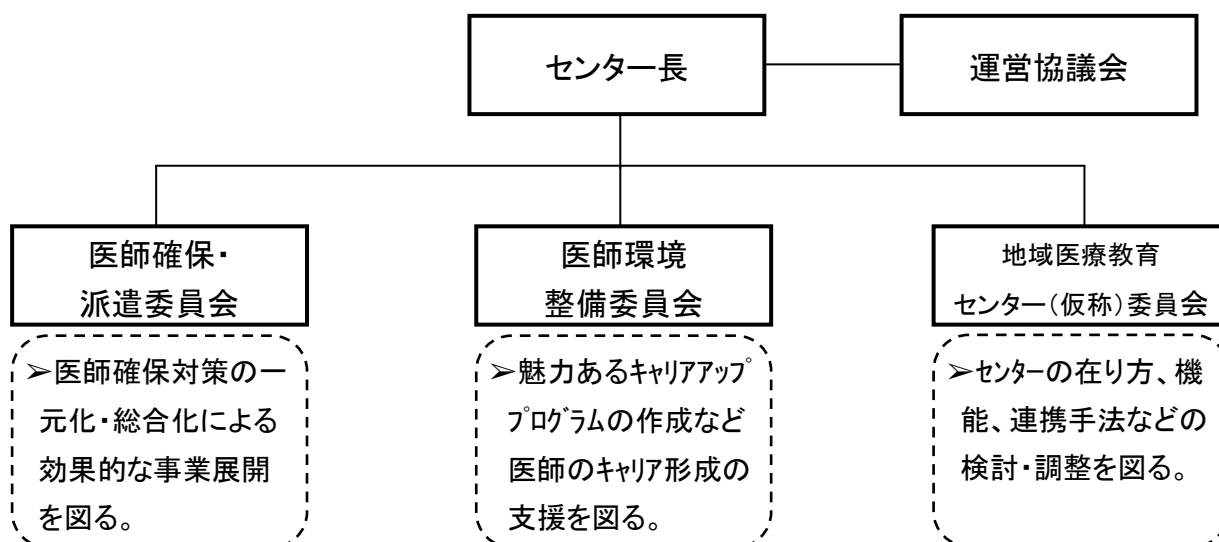 センター長
運営協議会
医師確保・
派遣委員会
医師環境
整備委員会
地域医療教育
センター(仮称)委員会
➢医師確保対策の一
元化・総合化による
効果的な事業展開
を図る。
➢魅力あるｷｬﾘｱｱｯﾌﾟ
ﾌﾟﾛｸﾞﾗﾑの作成など
医師のｷｬﾘｱ形成の
支援を図る。
➢ｾﾝﾀｰの在り方、機
能、連携手法などの
検討・調整を図る。